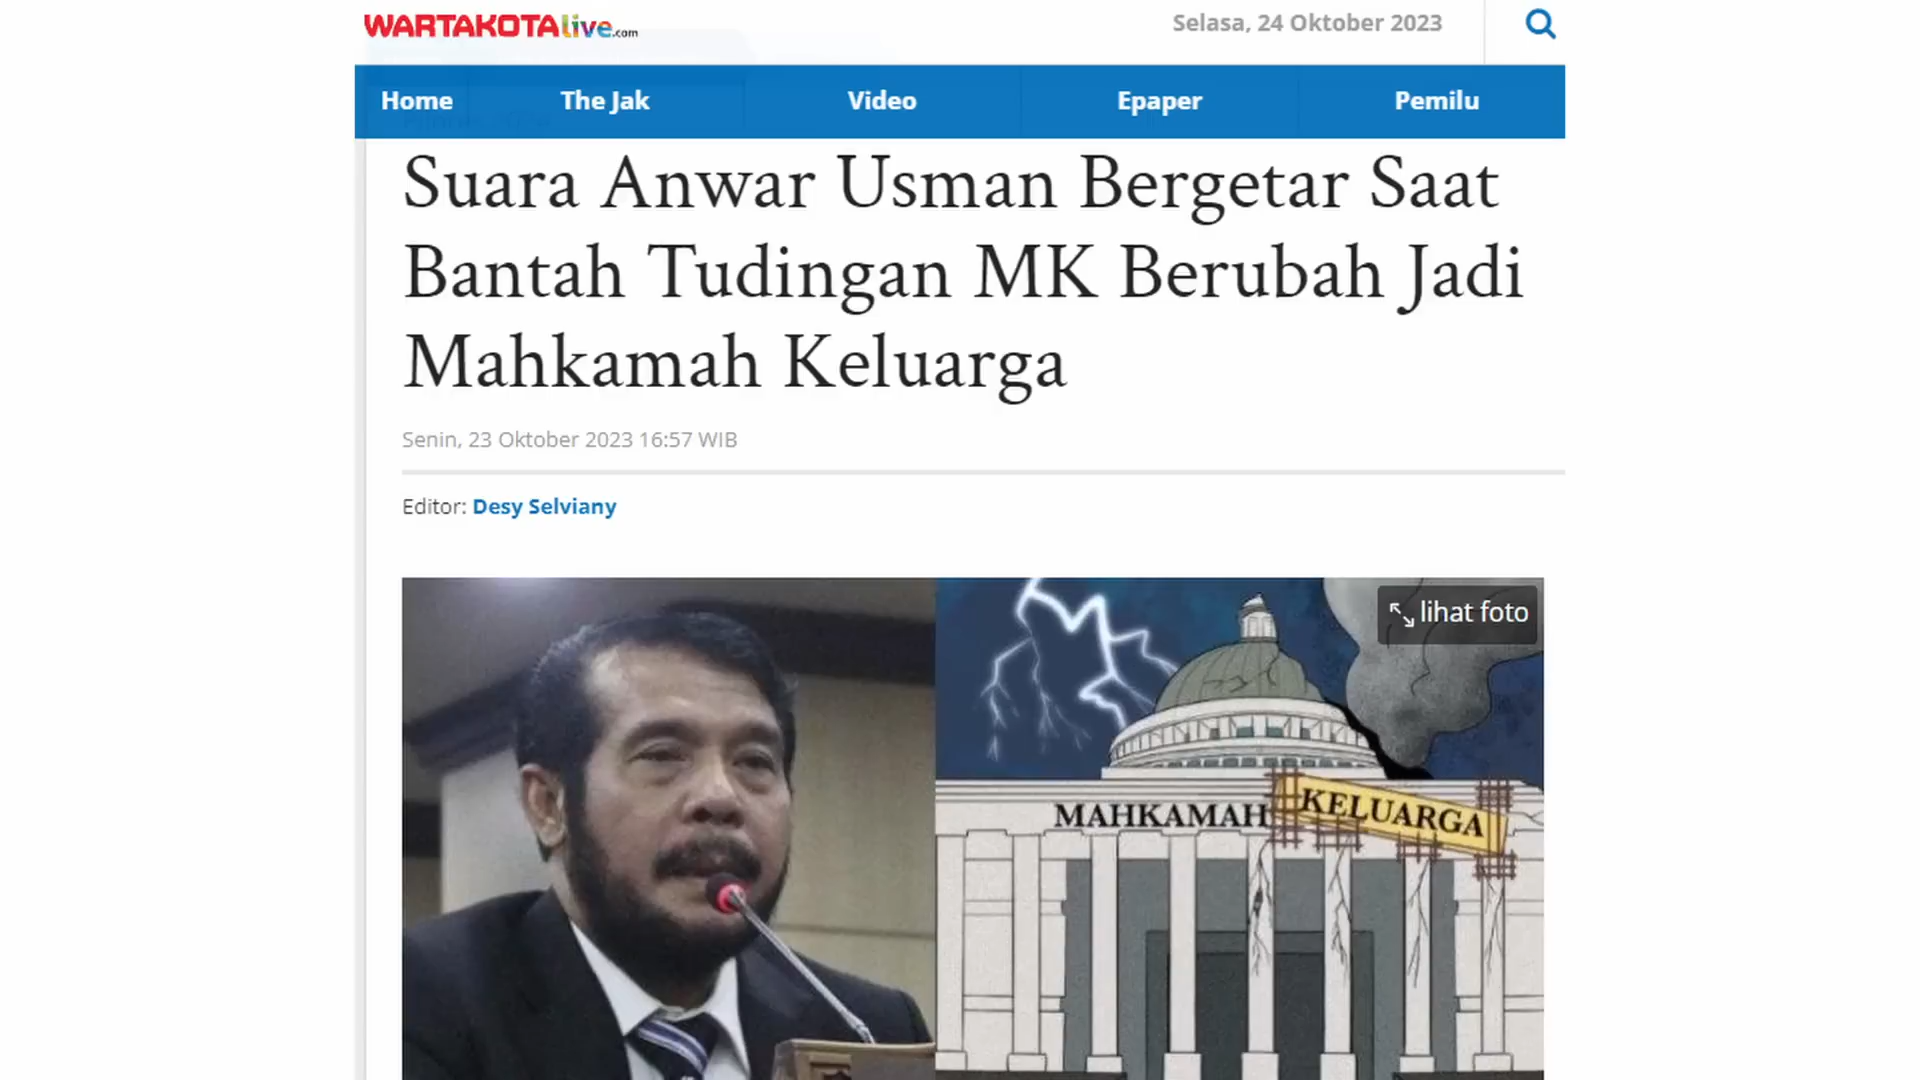 WARTAKOTAlive.com
Selasa, 24 Oktober 2023
Home The Jak Video Epaper Pemilu
Suara Anwar Usman Bergetar Saat
Bantah Tudingan MK Berubah Jadi
Mahkamah Keluarga
Senin, 23 Oktober 2023 16:57 WIB
Editor: Desy Selviany
lihat foto
MAHKAMAH KELUARGA